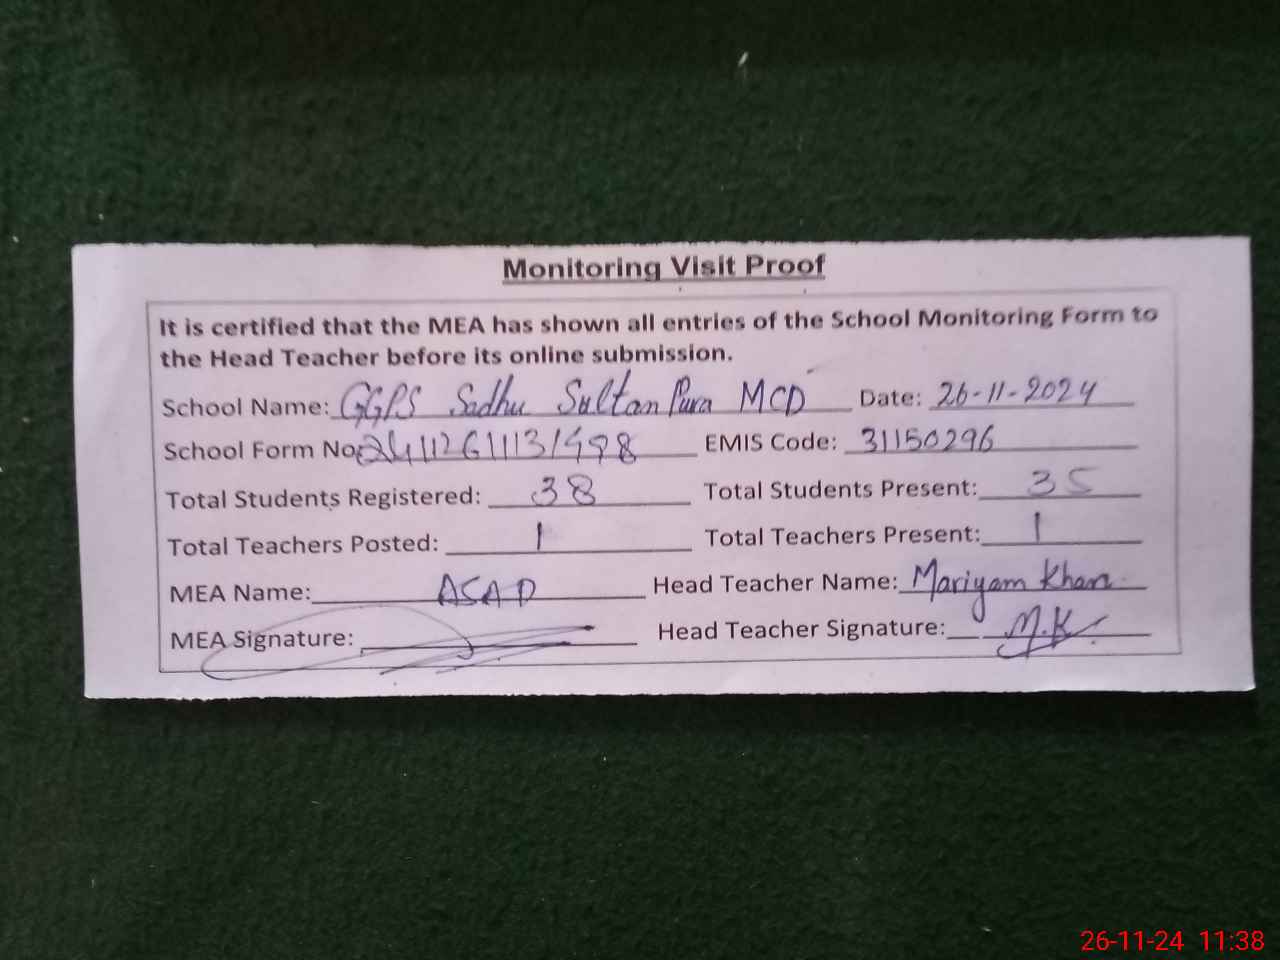 Monitoring Visit Proof
It is certified that the MEA has shown all entries of the School Monitoring Form to
the Head Teacher before its online submission.
School Name: GGPS Sadhu Sultan Pura MCD Date: 26-11-2024
School Form No: 2411261131498 EMIS Code: 31150296
Total Students Registered: 38 Total Students Present: 35
Total Teachers Posted: 1 Total Teachers Present: 1
MEA Name: ASAD Head Teacher Name: Mariyam Khan
MEA Signature: Head Teacher Signature: M.K
26-11-24 11:38